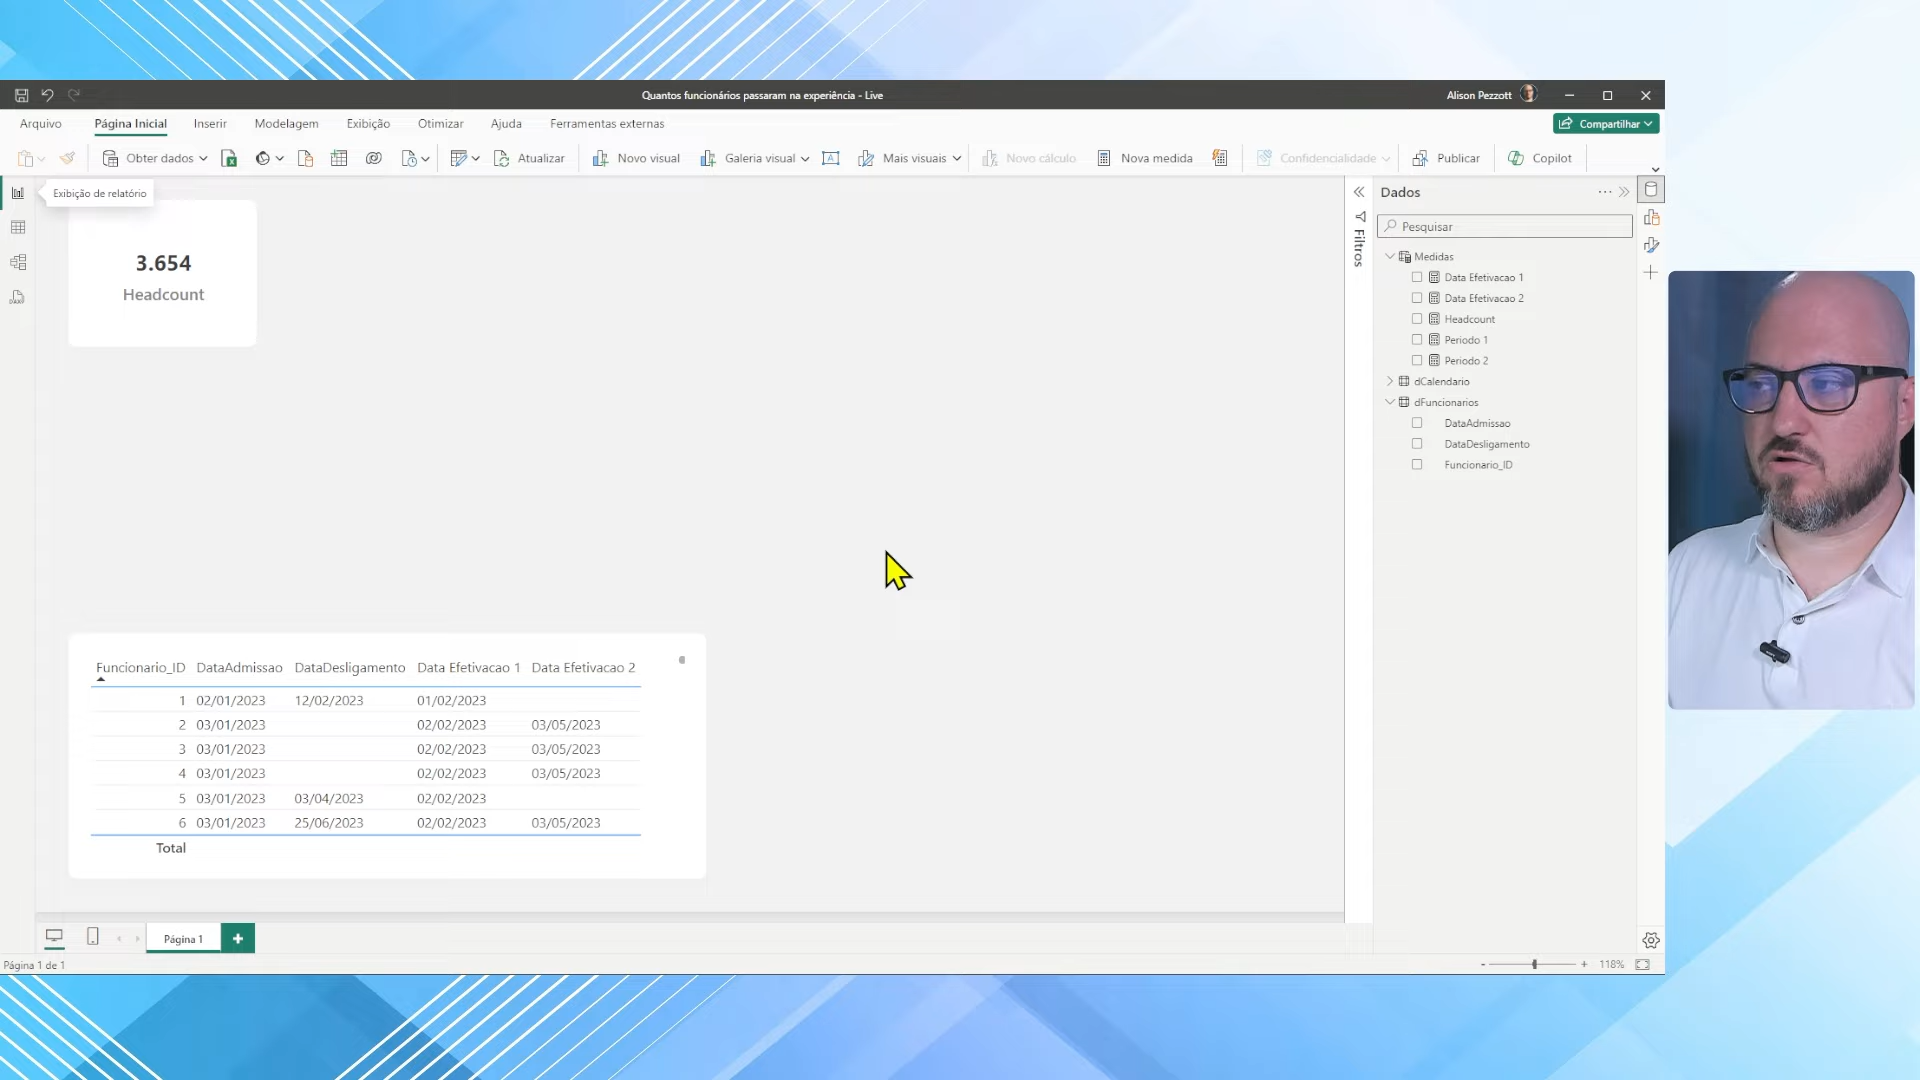 Quantos funcionários passaram na experiência - Live
Alison Pezzott
Arquivo
Página Inicial
Inserir
Modelagem
Exibição
Otimizar
Ajuda
Ferramentas externas
Compartilhar
Obter dados
Atualizar
Novo visual
Galeria visual
Mais visuais
Novo cálculo
Nova medida
Confidencialidade
Publicar
Copilot
Exibição de relatório
3.654
Headcount
Filtros
Dados
Pesquisar
Medidas
Data Efetivacao 1
Data Efetivacao 2
Headcount
Periodo 1
Periodo 2
dCalendario
dFuncionarios
DataAdmissao
DataDesligamento
Funcionario_ID
Funcionario_ID DataAdmissao DataDesligamento Data Efetivacao 1 Data Efetivacao 2
1 02/01/2023 12/02/2023 01/02/2023
2 03/01/2023 02/02/2023 03/05/2023
3 03/01/2023 02/02/2023 03/05/2023
4 03/01/2023 02/02/2023 03/05/2023
5 03/01/2023 03/04/2023 02/02/2023
6 03/01/2023 25/06/2023 02/02/2023 03/05/2023
Total
Página 1
Página 1 de 1
- + 118%